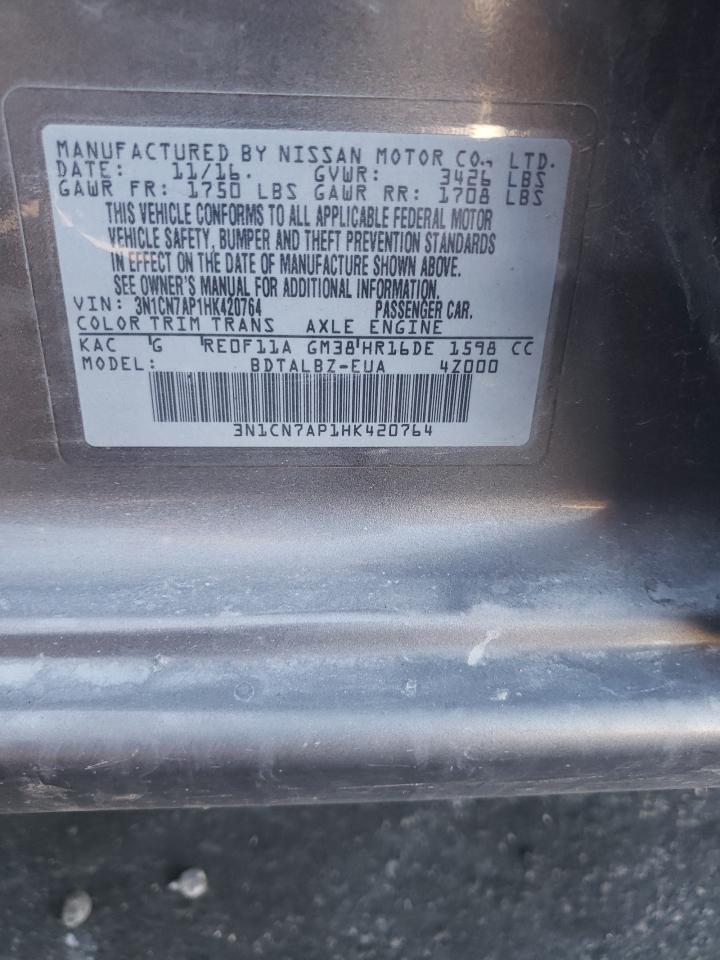 MANUFACTURED BY NISSAN MOTOR CO., LTD.
DATE: 11/16. GVWR: 3426 LBS
GAWR FR: 1750 LBS GAWR RR: 1708 LBS
THIS VEHICLE CONFORMS TO ALL APPLICABLE FEDERAL MOTOR
VEHICLE SAFETY, BUMPER AND THEFT PREVENTION STANDARDS
IN EFFECT ON THE DATE OF MANUFACTURE SHOWN ABOVE.
SEE OWNER'S MANUAL FOR ADDITIONAL INFORMATION.
VIN: 3N1CN7AP1HK420764 PASSENGER CAR.
COLOR TRIM TRANS AXLE ENGINE
KAC G RE0F11A GM38 HR16DE 1598 CC
MODEL: BDTALBZ-EUA 4Z000
3N1CN7AP1HK420764